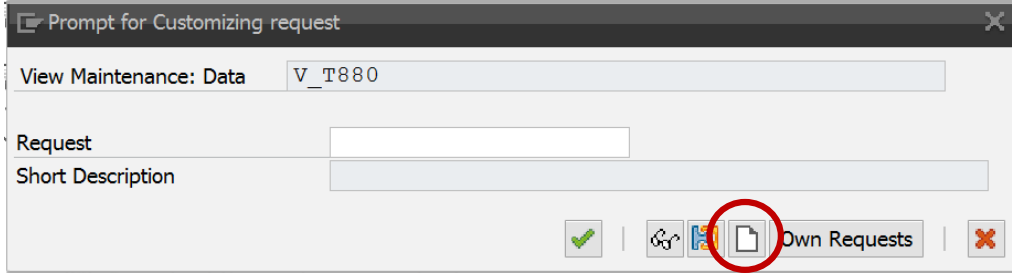 Prompt for Customizing request
View Maintenance: Data V_T880
Request
Short Description
Own Requests